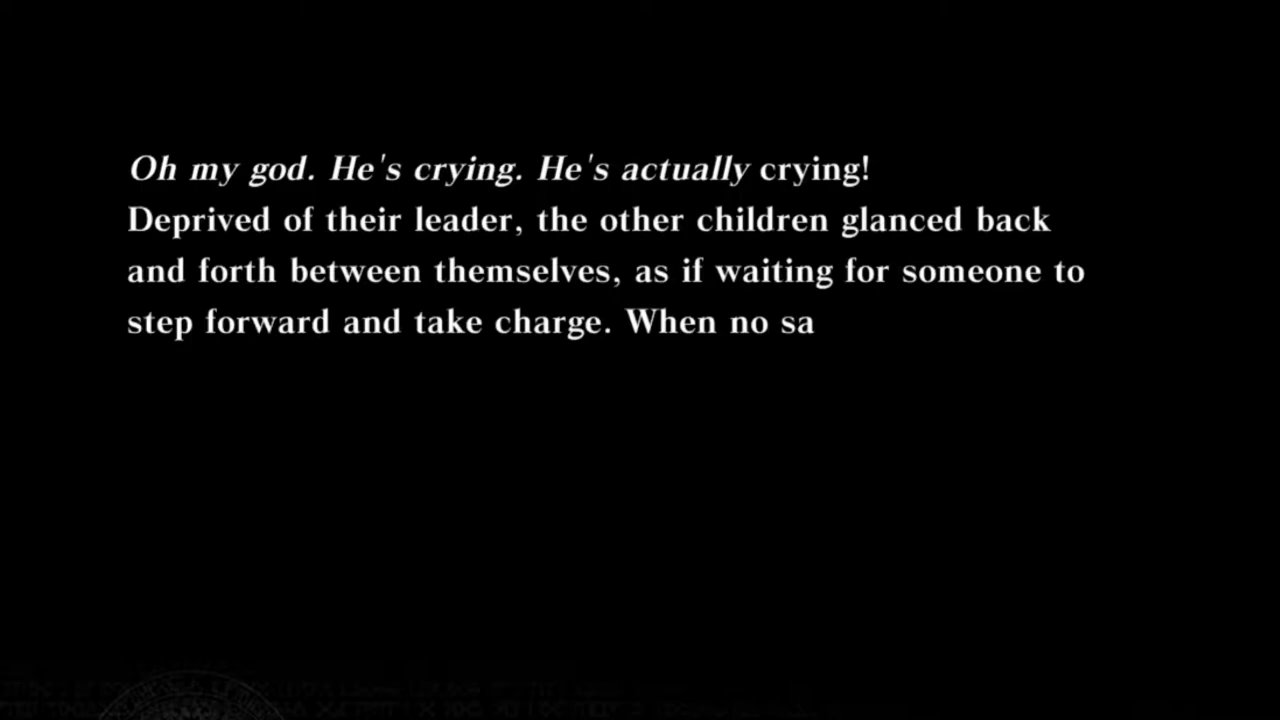 Oh my god. He's crying. He's actually crying!
Deprived of their leader, the other children glanced back
and forth between themselves, as if waiting for someone to
step forward and take charge. When no sa